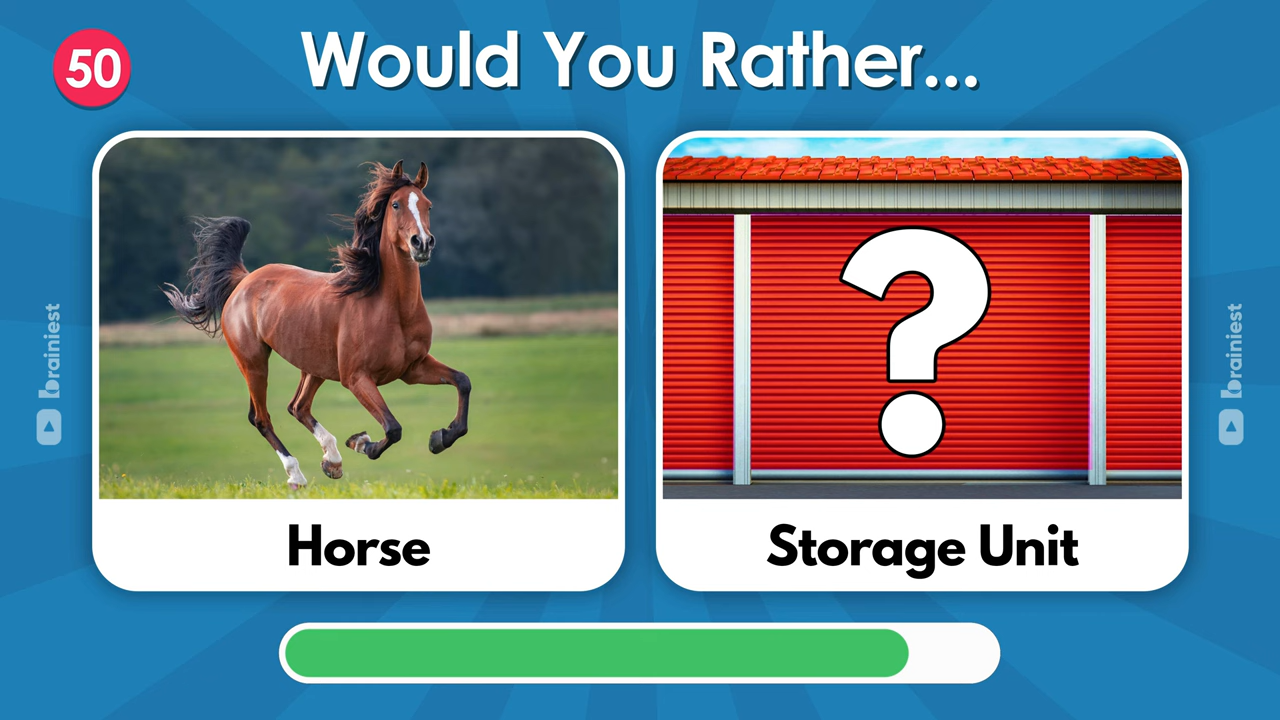 50
Would You Rather...
?
Horse
Storage Unit
brainiest
brainiest